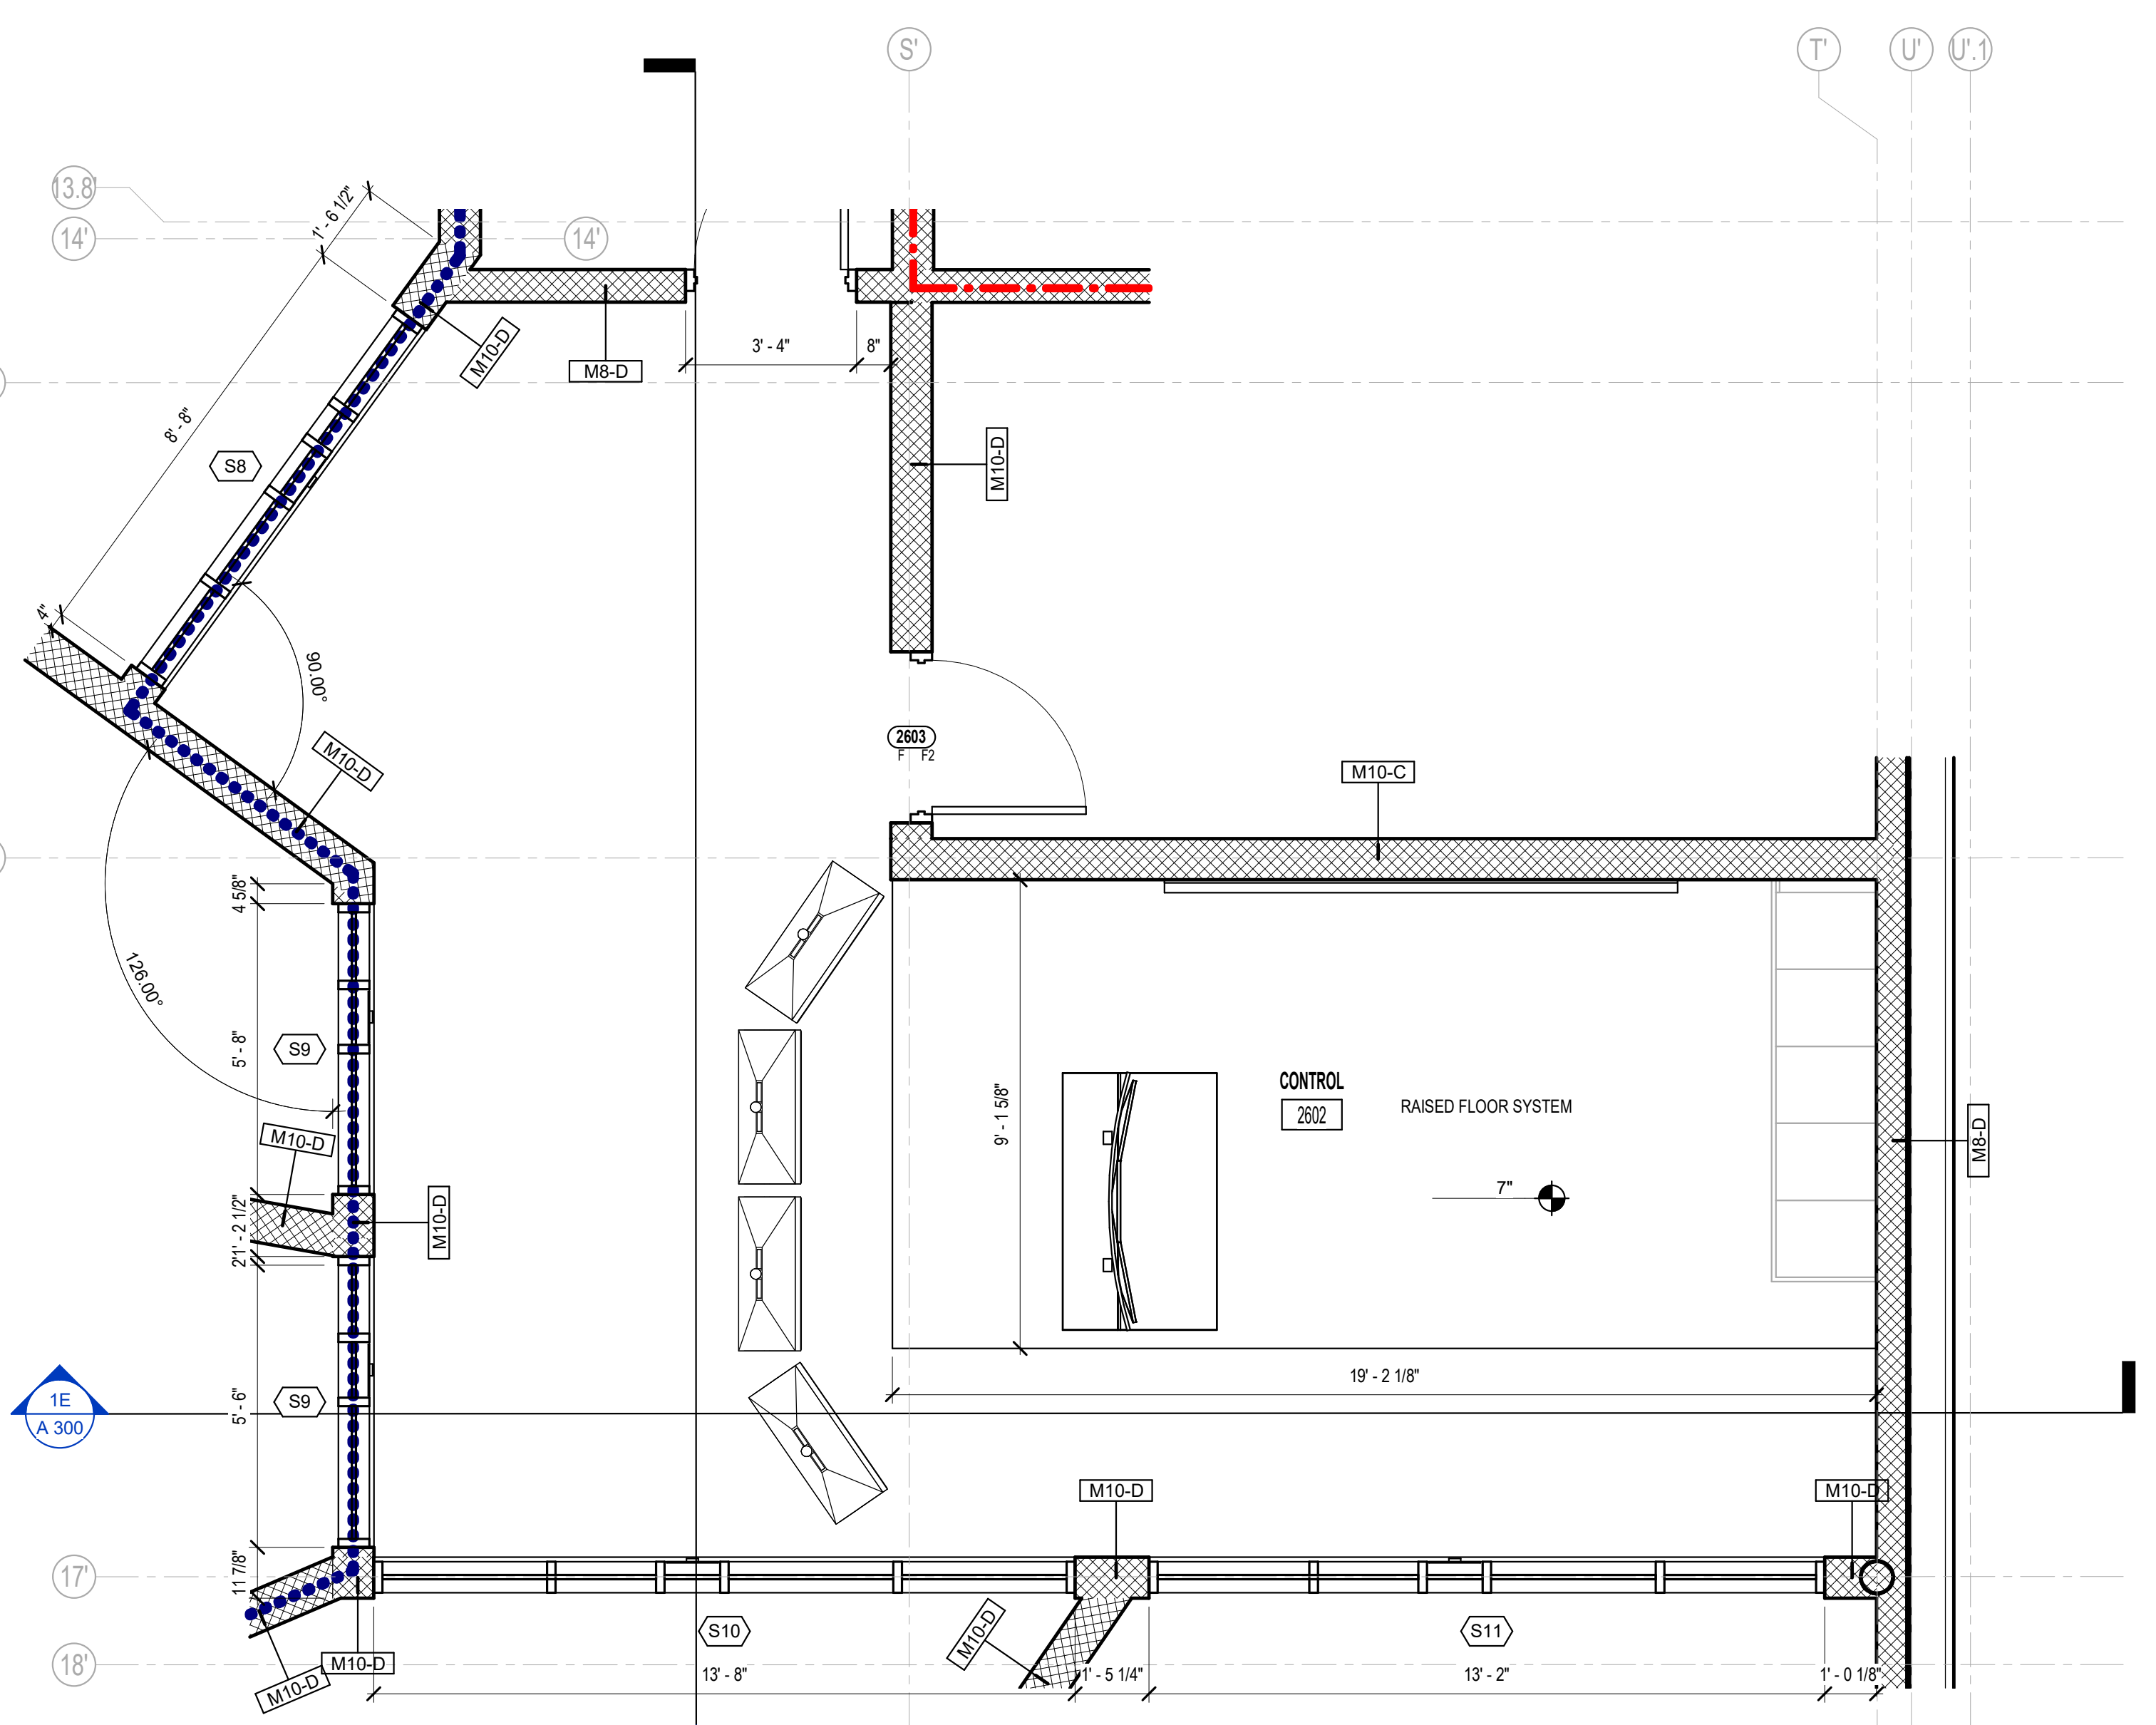 S'
T'
U'
U'.1
13.8'
1' - 6 1/2"
14'
14'
M10-D
3' - 4"
8"
M8-D
8' - 8"
M10-D
S8
4"
90.00°
2603
F F2
M10-D
M10-C
4 5/8"
126.00°
5' - 8"
S9
CONTROL
2602
RAISED FLOOR SYSTEM
9' - 1 5/8"
M10-D
M8-D
7"
1' - 2 1/2"
2"
M10-D
19' - 2 1/8"
1E
A 300
5' - 6"
S9
M10-D
M10-D
17'
11 7/8"
S10
M10-D
S11
18'
M10-D
M10-D
13' - 8"
1' - 5 1/4"
13' - 2"
1' - 0 1/8"